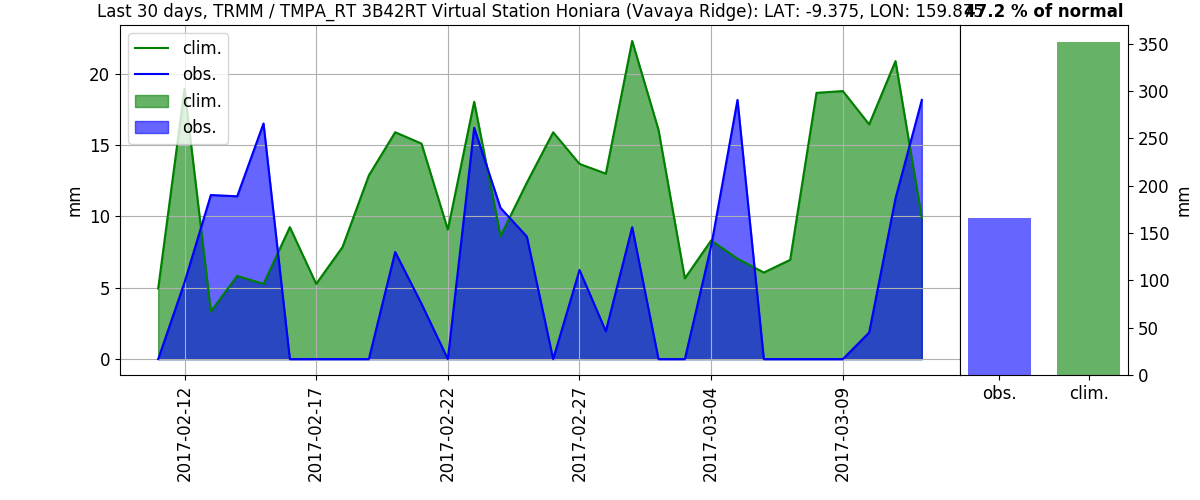 Last 30 days, TRMM / TMPA_RT 3B42RT Virtual Station Honiara (Vavaya Ridge): LAT: -9.375, LON: 159.875
47.2 % of normal
clim.
obs.
clim.
obs.
mm
20
15
10
5
0
2017-02-12
2017-02-17
2017-02-22
2017-02-27
2017-03-04
2017-03-09
350
300
250
200
150
100
50
0
mm
obs.
clim.